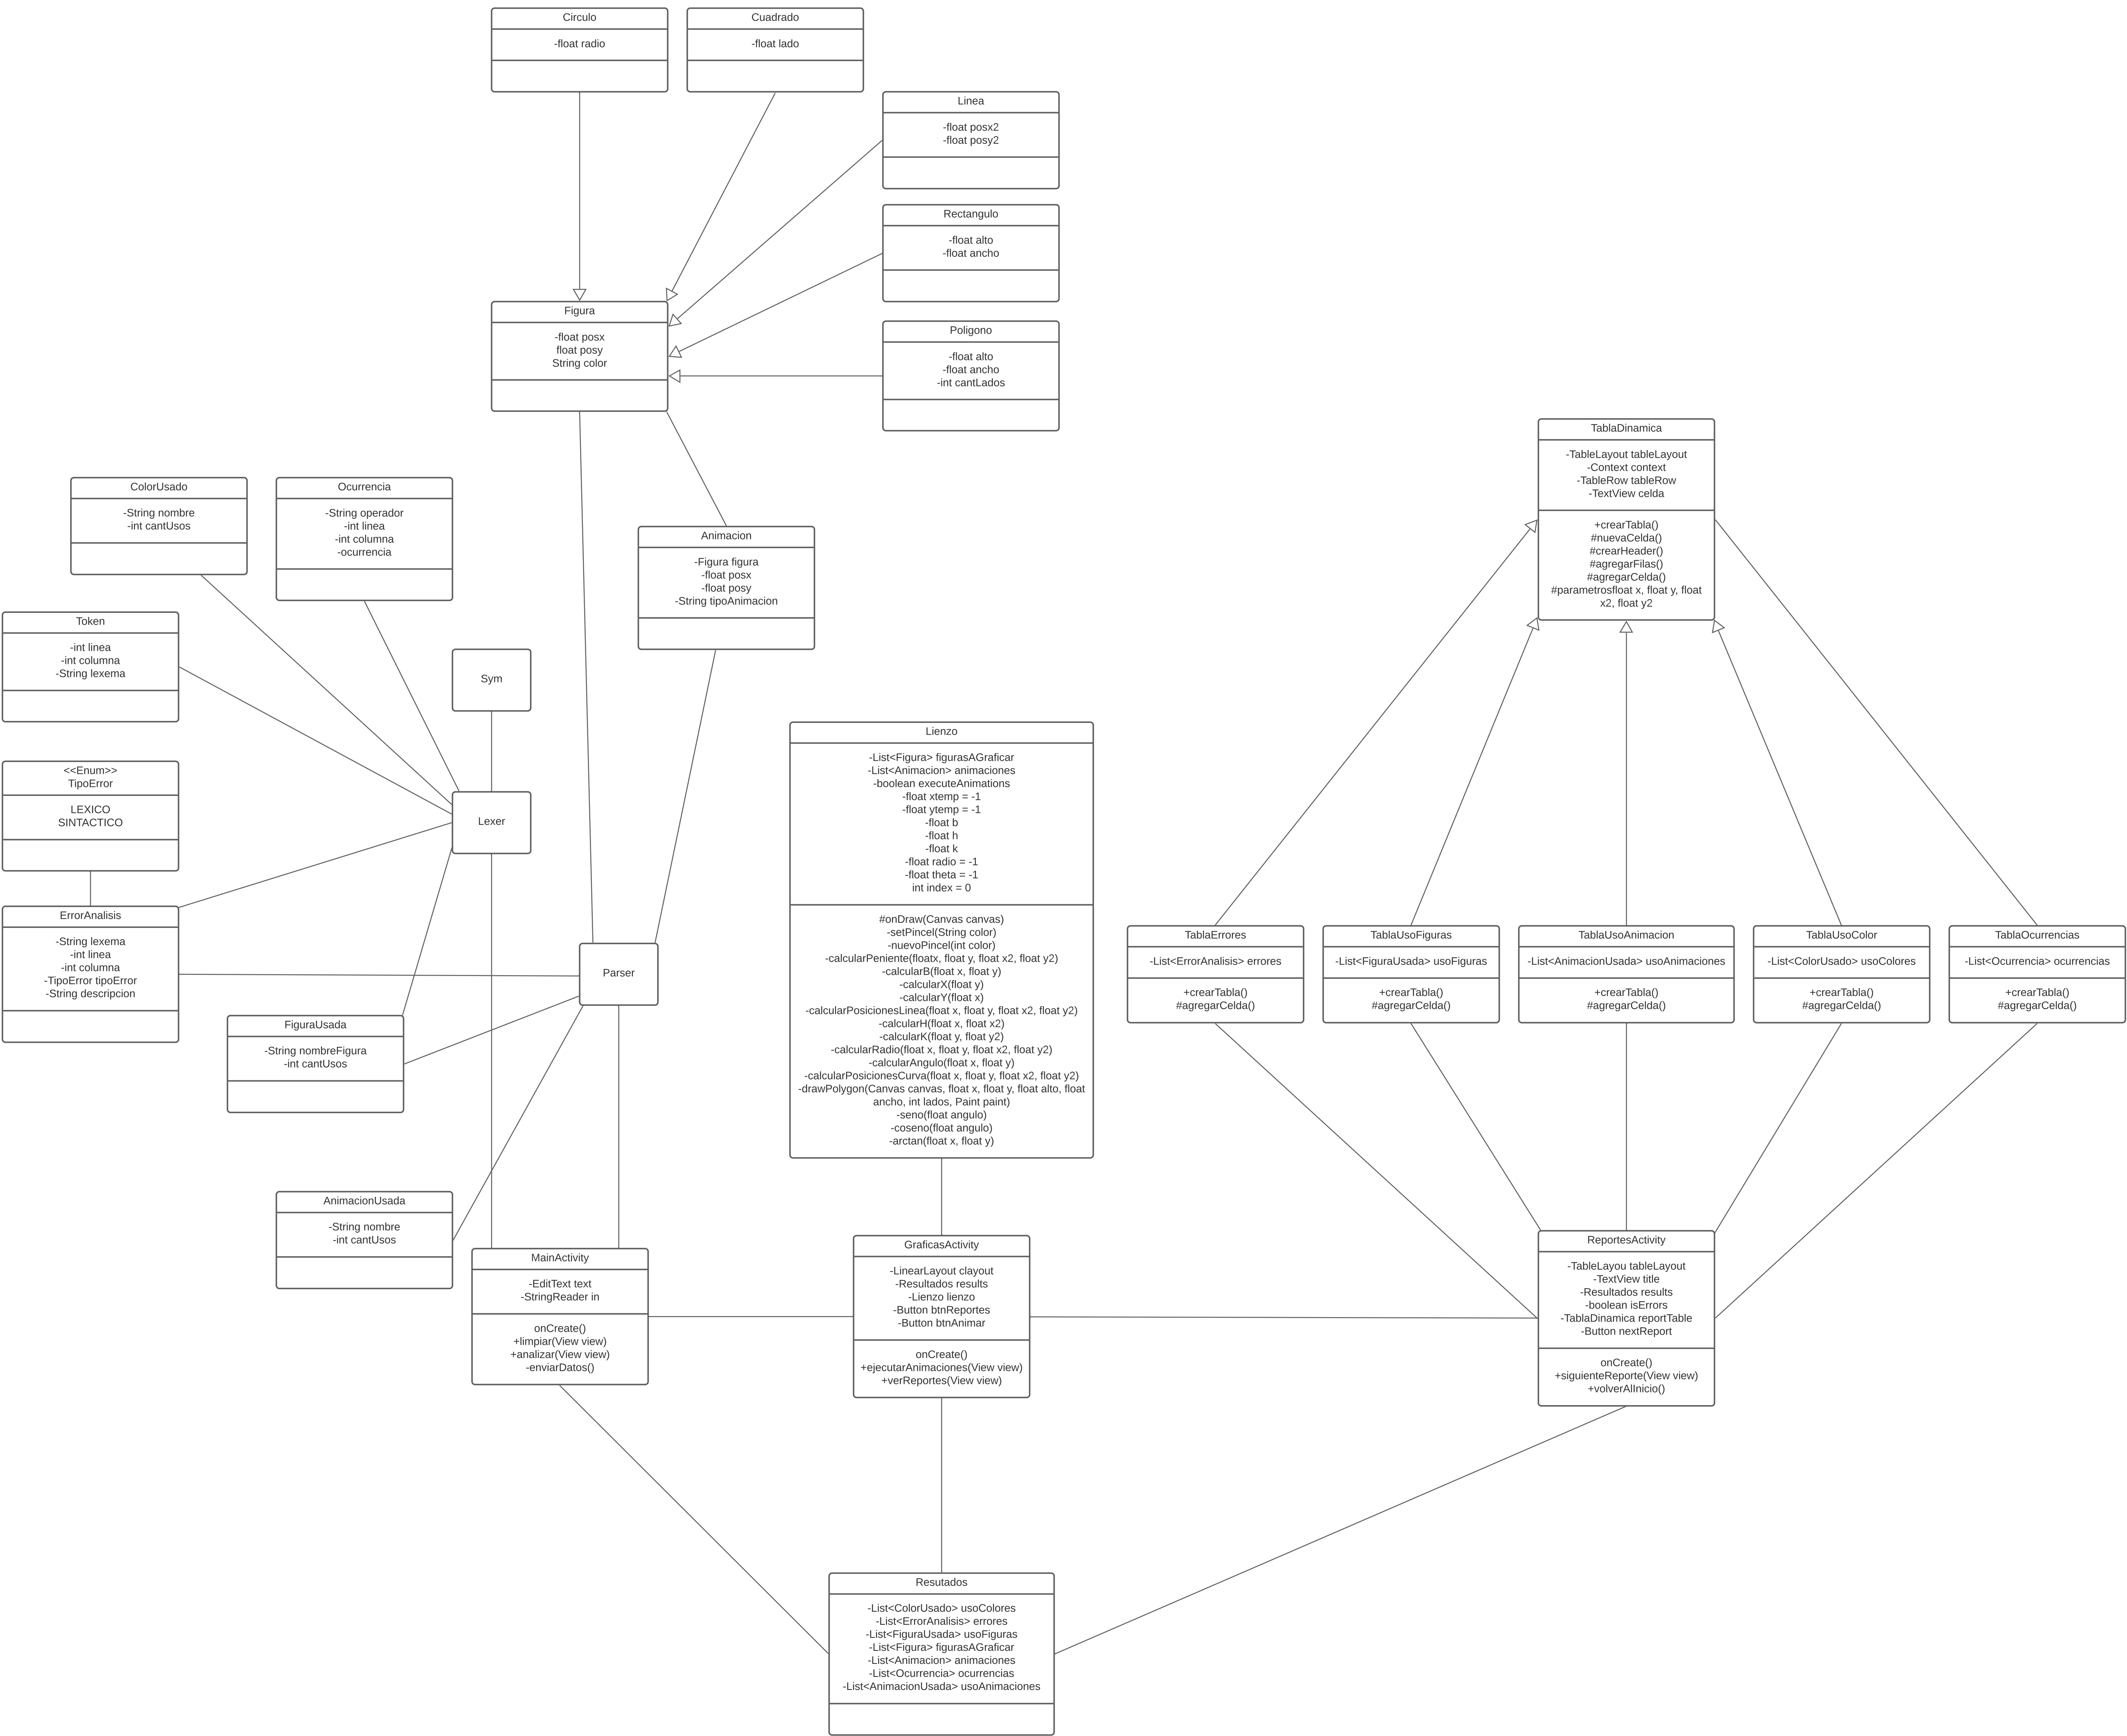 Circulo
-float radio
Cuadrado
-float lado
Linea
-float posx2
-float posy2
Rectangulo
-float alto
-float ancho
Figura
-float posx
float posy
String color
Poligono
-float alto
-float ancho
-int cantLados
TablaDinamica
-TableLayout tableLayout
-Context context
-TableRow tableRow
-TextView celda
+crearTabla()
#nuevaCelda()
#crearHeader()
#agregarFilas()
#agregarCelda()
#parametrosfloat x, float y, float
x2, float y2
ColorUsado
-String nombre
-int cantUsos
Ocurrencia
-String operador
-int linea
-int columna
-ocurrencia
Animacion
-Figura figura
-float posx
-float posy
-String tipoAnimacion
Token
-int linea
-int columna
-String lexema
Sym
<<Enum>>
TipoError
LEXICO
SINTACTICO
Lexer
Lienzo
-List<Figura> figurasAGraficar
-List<Animacion> animaciones
-boolean executeAnimations
-float xtemp = -1
-float ytemp = -1
-float b
-float h
-float k
-float radio = -1
-float theta = -1
int index = 0
#onDraw(Canvas canvas)
-setPincel(String color)
-nuevoPincel(int color)
-calcularPeniente(floatx, float y, float x2, float y2)
-calcularB(float x, float y)
-calcularX(float y)
-calcularY(float x)
-calcularPosicionesLinea(float x, float y, float x2, float y2)
-calcularH(float x, float x2)
-calcularK(float y, float y2)
-calcularRadio(float x, float y, float x2, float y2)
-calcularAngulo(float x, float y)
-calcularPosicionesCurva(float x, float y, float x2, float y2)
-drawPolygon(Canvas canvas, float x, float y, float alto, float
ancho, int lados, Paint paint)
-seno(float angulo)
-coseno(float angulo)
-arctan(float x, float y)
ErrorAnalisis
-String lexema
-int linea
-int columna
-TipoError tipoError
-String descripcion
Parser
TablaErrores
-List<ErrorAnalisis> errores
+crearTabla()
#agregarCelda()
TablaUsoFiguras
-List<FiguraUsada> usoFiguras
+crearTabla()
#agregarCelda()
TablaUsoAnimacion
-List<AnimacionUsada> usoAnimaciones
+crearTabla()
#agregarCelda()
TablaUsoColor
-List<ColorUsado> usoColores
+crearTabla()
#agregarCelda()
TablaOcurrencias
-List<Ocurrencia> ocurrencias
+crearTabla()
#agregarCelda()
FiguraUsada
-String nombreFigura
-int cantUsos
AnimacionUsada
-String nombre
-int cantUsos
MainActivity
-EditText text
-StringReader in
onCreate()
+limpiar(View view)
+analizar(View view)
-enviarDatos()
GraficasActivity
-LinearLayout clayout
-Resultados results
-Lienzo lienzo
-Button btnReportes
-Button btnAnimar
onCreate()
+ejecutarAnimaciones(View view)
+verReportes(View view)
ReportesActivity
-TableLayou tableLayout
-TextView title
-Resultados results
-boolean isErrors
-TablaDinamica reportTable
-Button nextReport
onCreate()
+siguienteReporte(View view)
+volverAlInicio()
Resutados
-List<ColorUsado> usoColores
-List<ErrorAnalisis> errores
-List<FiguraUsada> usoFiguras
-List<Figura> figurasAGraficar
-List<Animacion> animaciones
-List<Ocurrencia> ocurrencias
-List<AnimacionUsada> usoAnimaciones